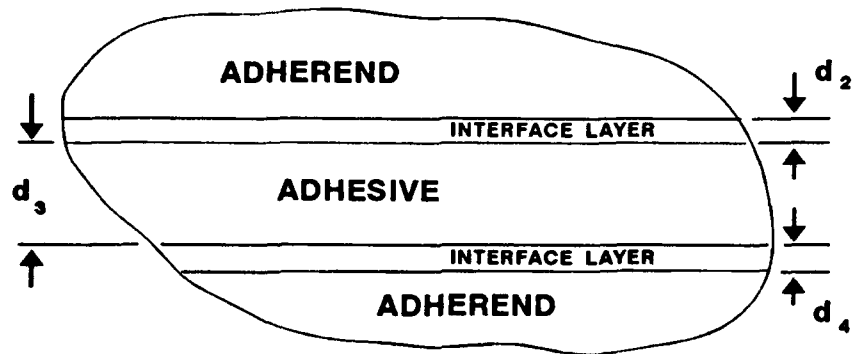 ADHEREND
d₂
INTERFACE LAYER
ADHESIVE
d₃
INTERFACE LAYER
ADHEREND
d₄